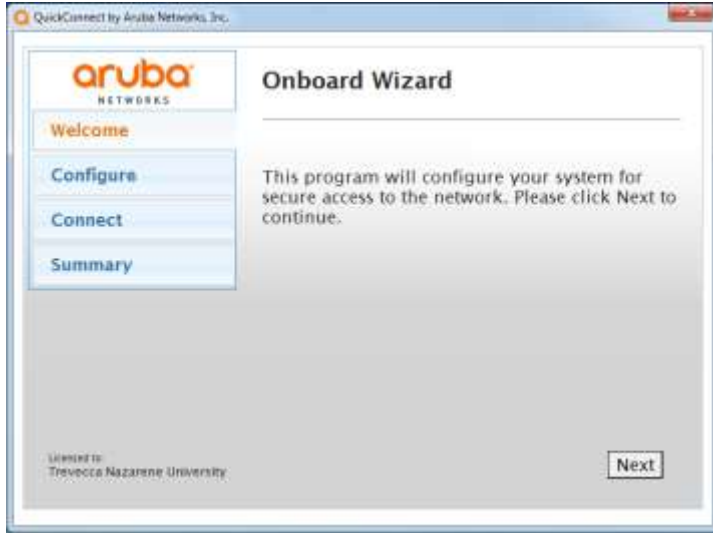 QuickConnect by Aruba Networks, Inc.
aruba
NETWORKS
Welcome
Configure
Connect
Summary
Onboard Wizard
This program will configure your system for
secure access to the network. Please click Next to
continue.
Licensed to:
Trevecca Nazarene University
Next